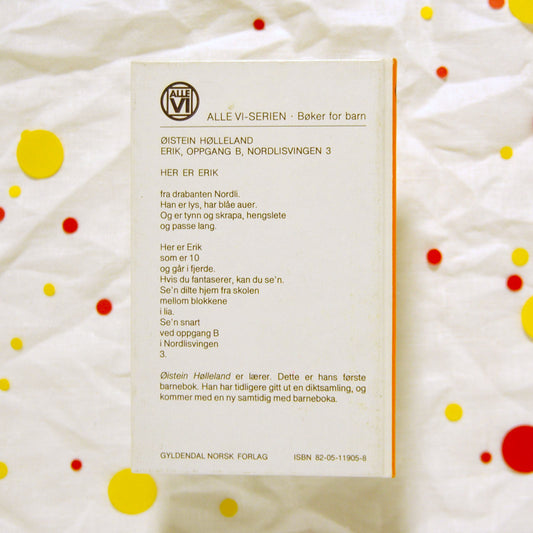 ALLE
VI
ALLE VI-SERIEN · Bøker for barn
ØISTEIN HØLLELAND
ERIK, OPPGANG B, NORDLISVINGEN 3
HER ER ERIK
fra drabanten Nordli.
Han er lys, har blåe auer.
Og er tynn og skrapa, hengslete
og passe lang.
Her er Erik
som er 10
og går i fjerde.
Hvis du fantaserer, kan du se'n.
Se'n dilte hjem fra skolen
mellom blokkene
i lia.
Se'n snart
ved oppgang B
i Nordlisvingen
3.
Øistein Hølleland er lærer. Dette er hans første
barnebok. Han har tidligere gitt ut en diktsamling, og
kommer med en ny samtidig med barneboka.
GYLDENDAL NORSK FORLAG ISBN 82-05-11905-8